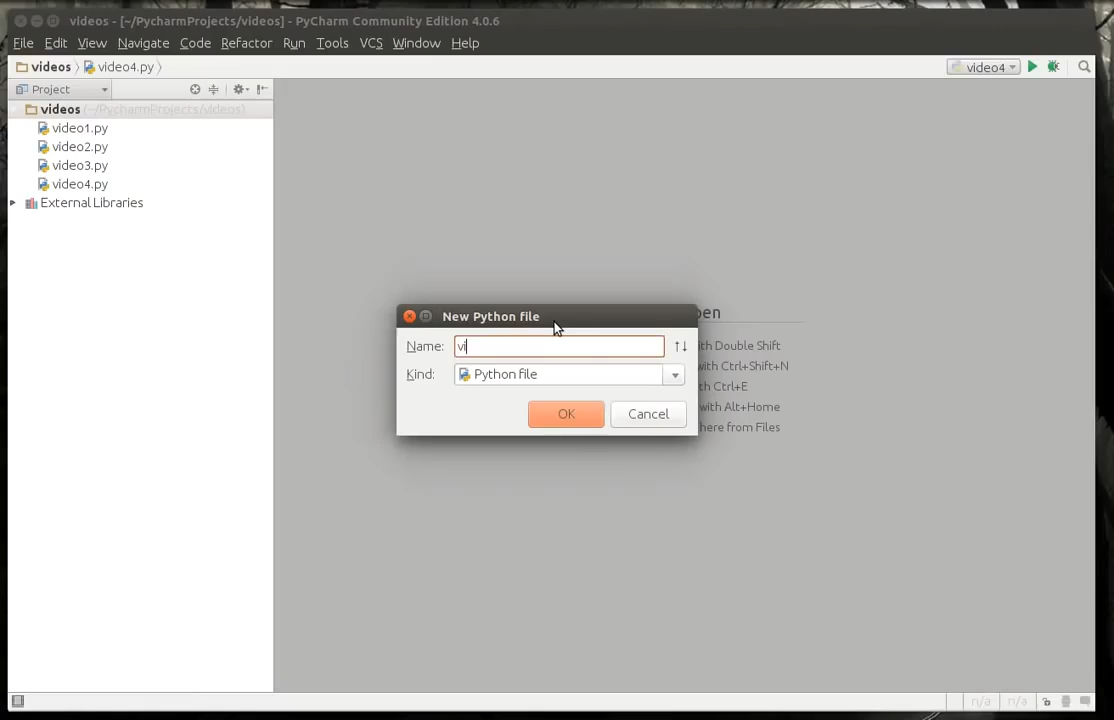 videos - [~/PycharmProjects/videos] - PyCharm Community Edition 4.0.6
File Edit View Navigate Code Refactor Run Tools VCS Window Help
videos video4.py video4
Project
videos (~/PycharmProjects/videos)
video1.py
video2.py
video3.py
video4.py
External Libraries
New Python file
Name: vi
Kind: Python file
OK Cancel
pen
ith Double Shift
with Ctrl+Shift+N
th Ctrl+E
with Alt+Home
here from Files
n/a n/a